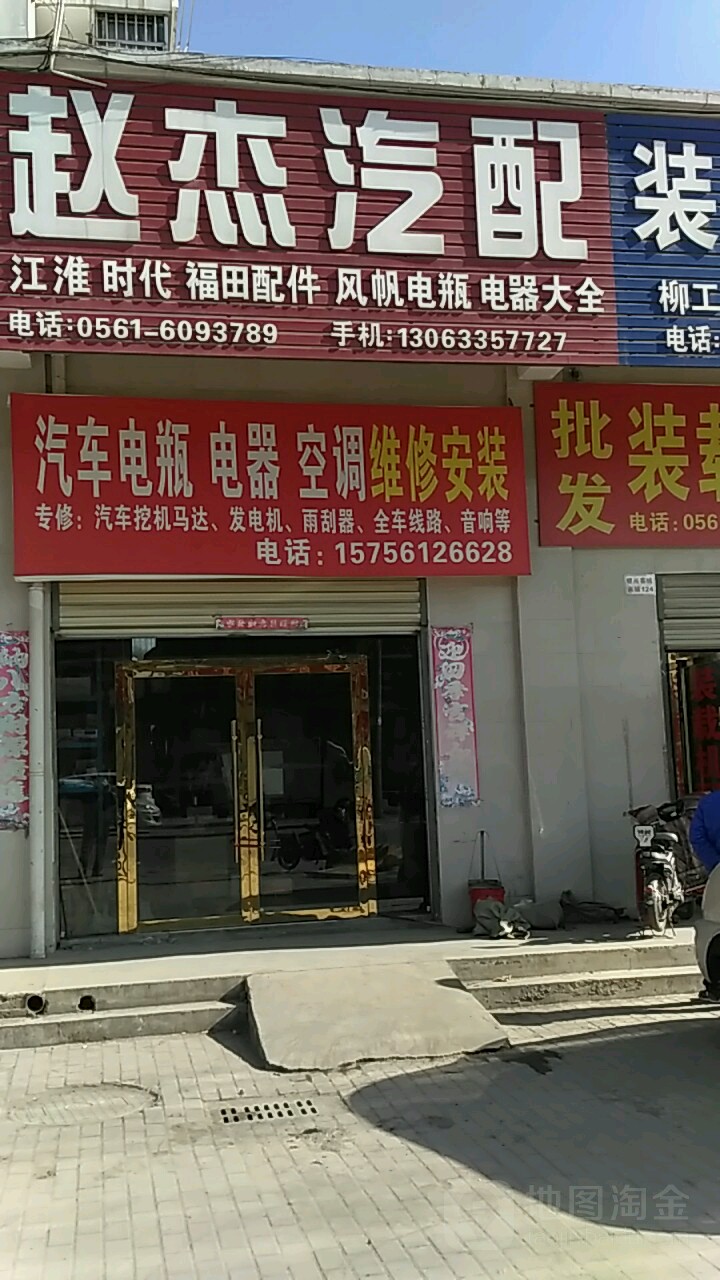 赵杰汽配
江淮 时代 福田配件 风帆电瓶 电器大全
电话:0561-6093789 手机:13063357727
装
柳工
电话:
汽车电瓶 电器 空调维修安装
专修：汽车挖机马达、发电机、雨刮器、全车线路、音响等
电话：15756126628
批发
装载
电话：056
地图淘金